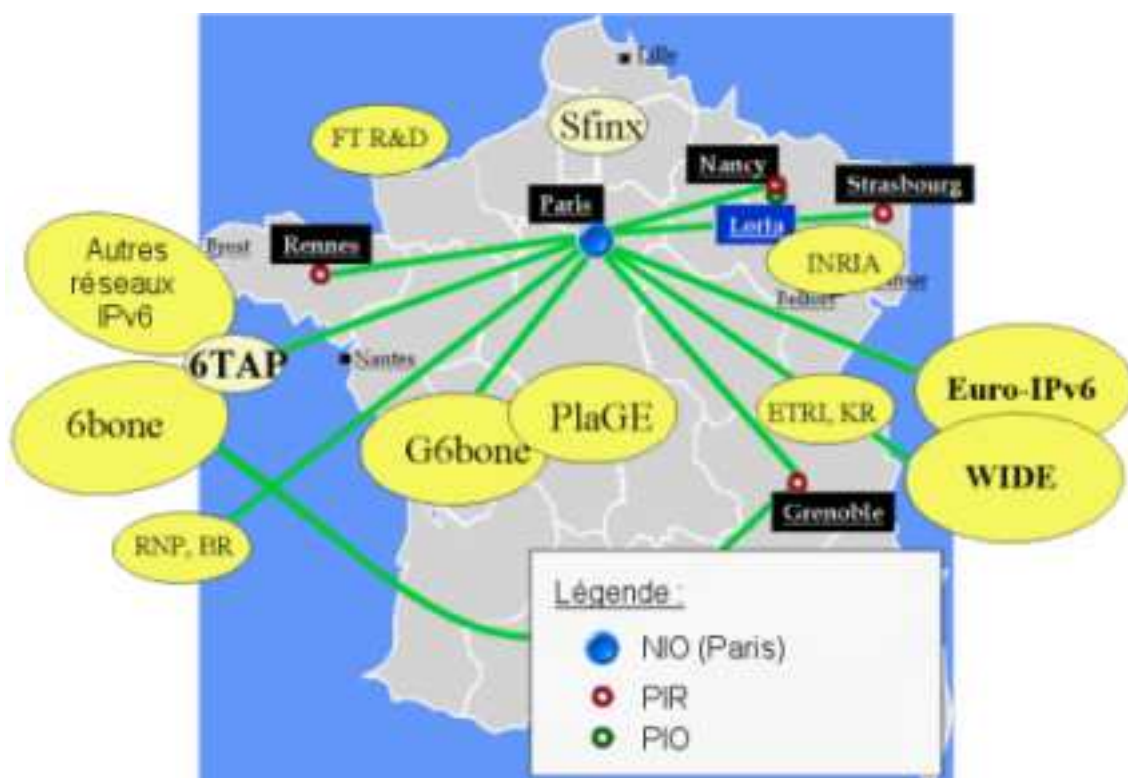 Lille
Sfinx
FT R&D
Nancy
Strasbourg
Paris
Loria
Brest
Rennes
Autres
réseaux
IPv6
INRIA
Belfort
6TAP
Nantes
Euro-IPv6
6bone
PlaGE
ETRI, KR
G6bone
WIDE
Grenoble
RNP, BR
Légende :
NIO (Paris)
PIR
PIO